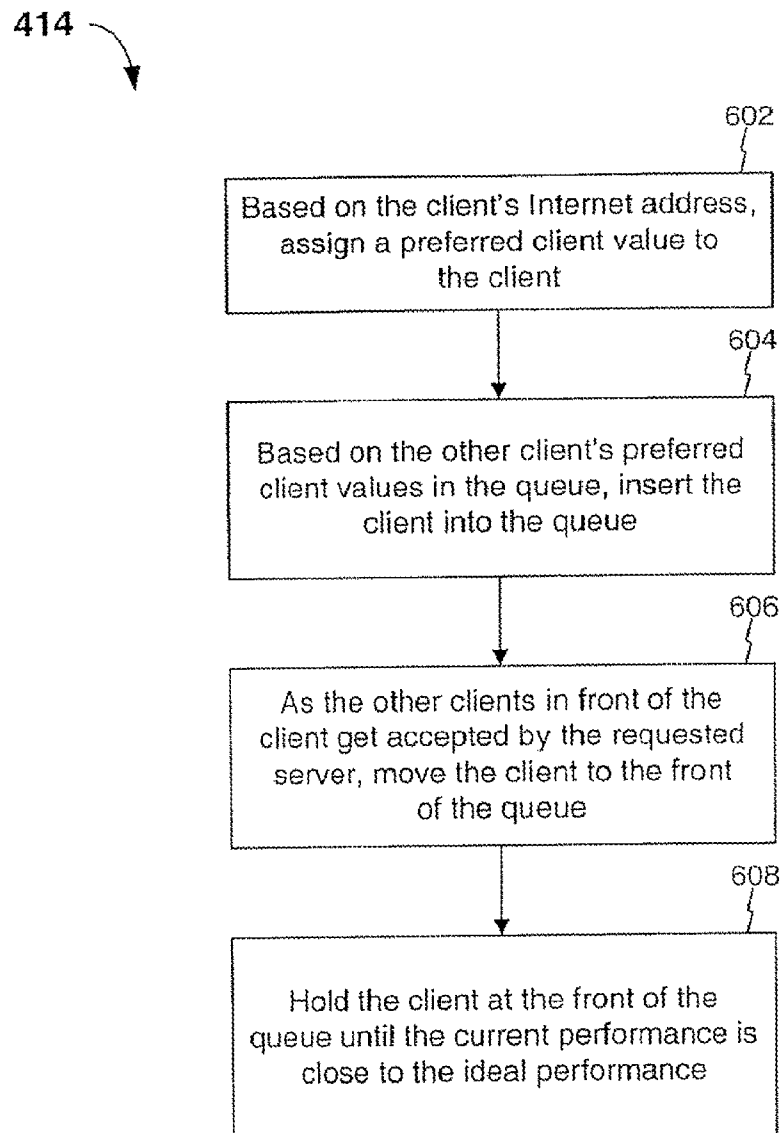 414
602
Based on the client's Internet address,
assign a preferred client value to
the client
604
Based on the other client's preferred
client values in the queue, insert the
client into the queue
606
As the other clients in front of the
client get accepted by the requested
server, move the client to the front
of the queue
608
Hold the client at the front of the
queue until the current performance is
close to the ideal performance